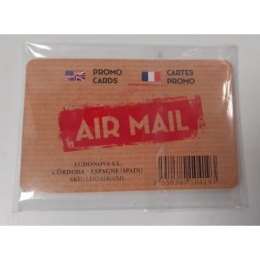 PROMO CARDS
CARTES PROMO
AIR MAIL
LUDONOVA S.L.
CÓRDOBA - ESPAGNE (SPAIN)